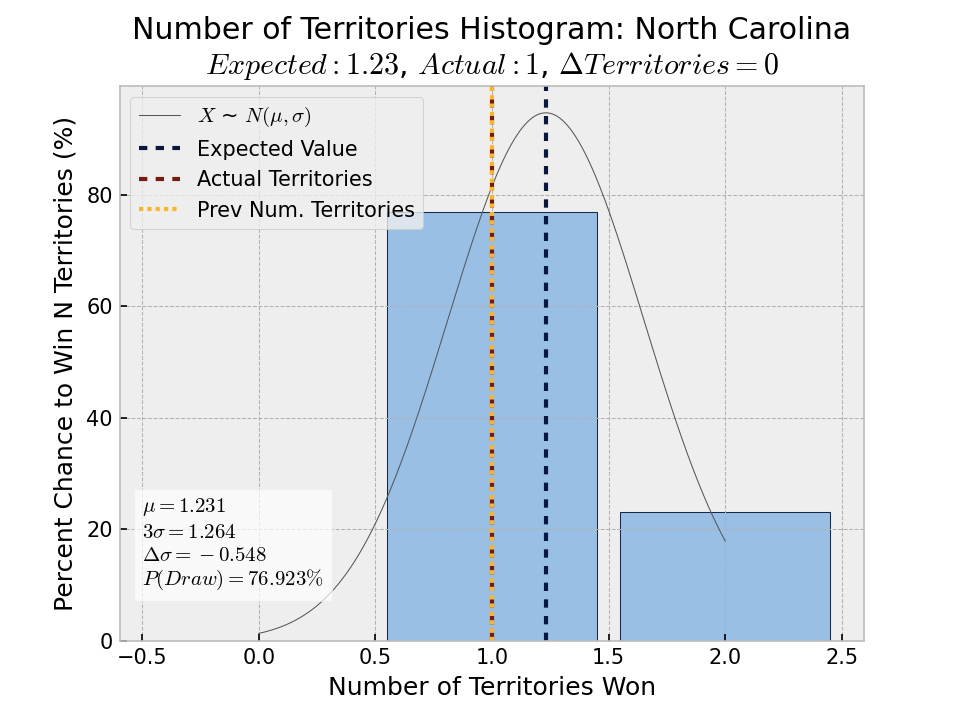 Number of Territories Histogram: North Carolina
Expected : 1.23, Actual : 1, ΔTerritories = 0
X ∼ N(μ, σ)
Expected Value
Actual Territories
Prev Num. Territories
Percent Chance to Win N Territories (%)
80
60
40
20
0
μ = 1.231
3σ = 1.264
Δσ = −0.548
P(Draw) = 76.923%
−0.5 0.0 0.5 1.0 1.5 2.0 2.5
Number of Territories Won